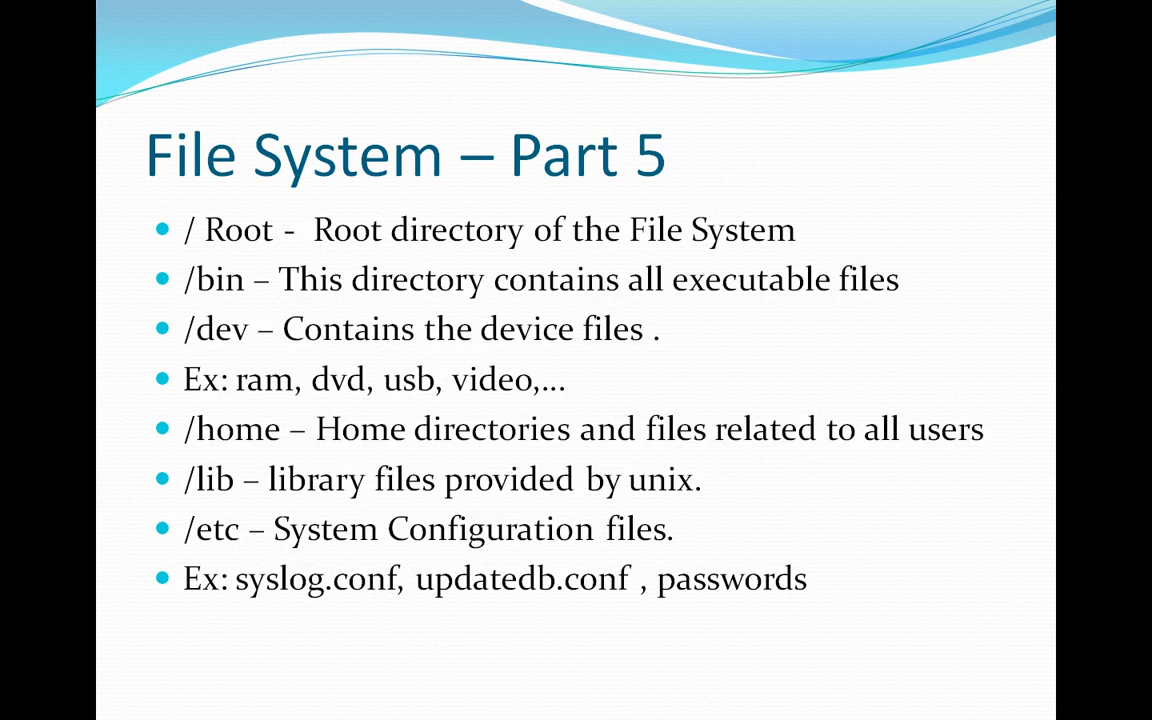 File System – Part 5
/ Root -  Root directory of the File System
/bin – This directory contains all executable files
/dev – Contains the device files .
Ex: ram, dvd, usb, video,...
/home – Home directories and files related to all users
/lib – library files provided by unix.
/etc – System Configuration files.
Ex: syslog.conf, updatedb.conf , passwords